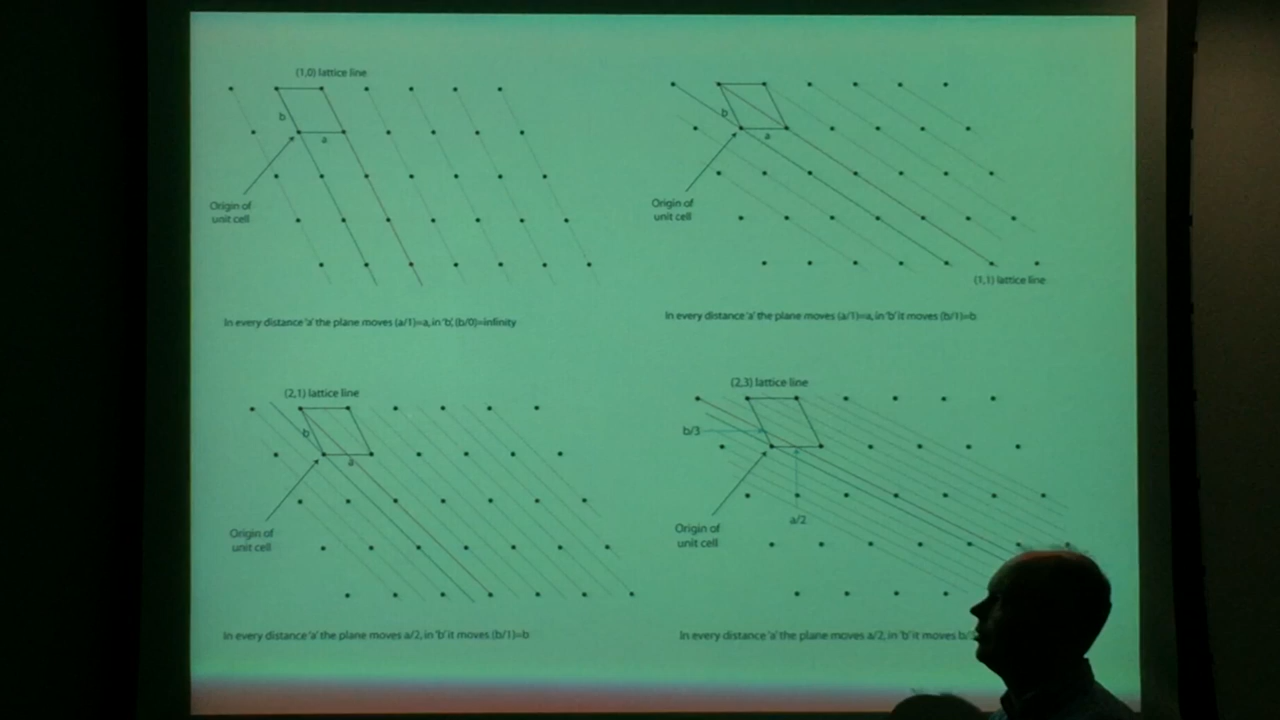 (1,0) lattice line
b
a
Origin of
unit cell
In every distance 'a' the plane moves (a/1)=a, in 'b', (b/0)=infinity
b
a
Origin of
unit cell
(1,1) lattice line
In every distance 'a' the plane moves (a/1)=a, in 'b' it moves (b/1)=b
(2,1) lattice line
b
a
Origin of
unit cell
In every distance 'a' the plane moves a/2, in 'b' it moves (b/1)=b
(2,3) lattice line
b/3
a/2
Origin of
unit cell
In every distance 'a' the plane moves a/2, in 'b' it moves